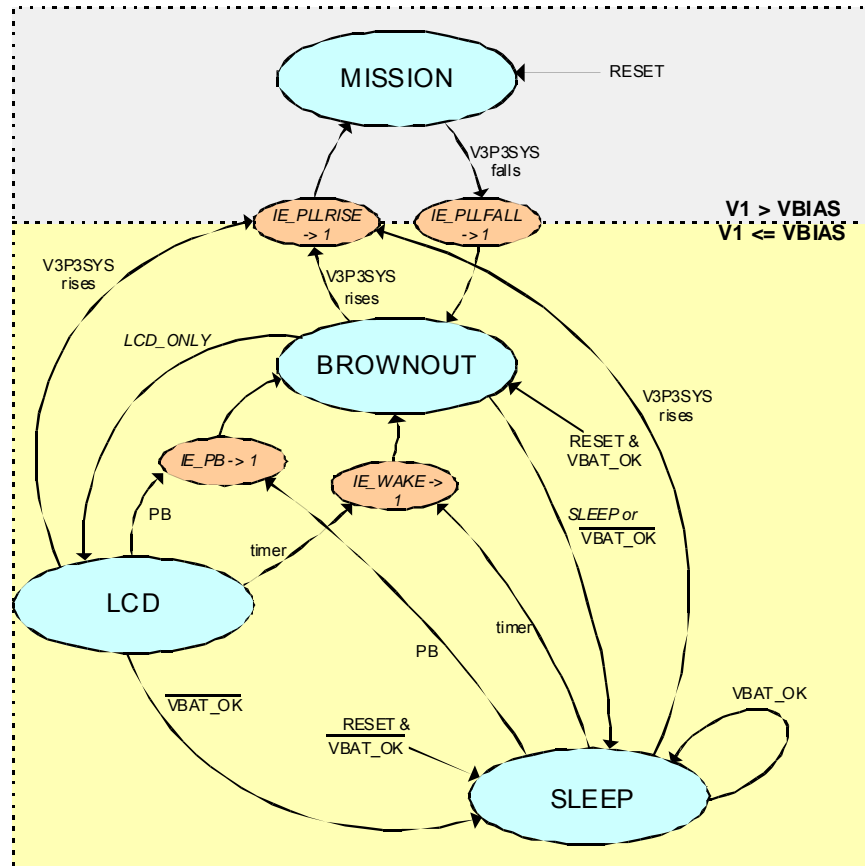 MISSION
RESET
V3P3SYS
falls
IE_PLLRISE
-> 1
IE_PLLFALL
-> 1
V1 > VBIAS
V1 <= VBIAS
V3P3SYS
rises
V3P3SYS
rises
LCD_ONLY
BROWNOUT
V3P3SYS
rises
RESET &
VBAT_OK
IE_PB -> 1
IE_WAKE ->
1
SLEEP or
VBAT_OK
PB
timer
LCD
timer
PB
VBAT_OK
VBAT_OK
RESET &
VBAT_OK
SLEEP